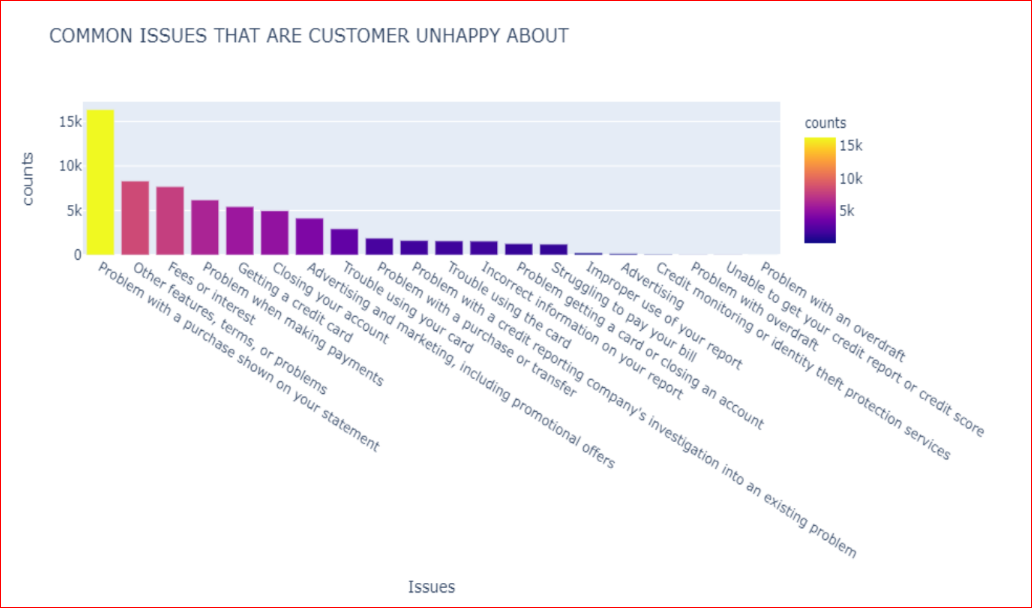 COMMON ISSUES THAT ARE CUSTOMER UNHAPPY ABOUT
counts
15k
10k
5k
0
counts
15k
10k
5k
Problem with a purchase shown on your statement
Other features, terms, or problems
Fees or interest
Problem when making payments
Getting a credit card
Closing your account
Advertising and marketing, including promotional offers
Trouble using your card
Problem with a purchase or transfer
Problem with a credit reporting company's investigation into an existing problem
Trouble using the card
Incorrect information on your report
Problem getting a card or closing an account
Struggling to pay your bill
Improper use of your report
Advertising
Credit monitoring or identity theft protection services
Problem with overdraft
Unable to get your credit report or credit score
Problem with an overdraft
Issues